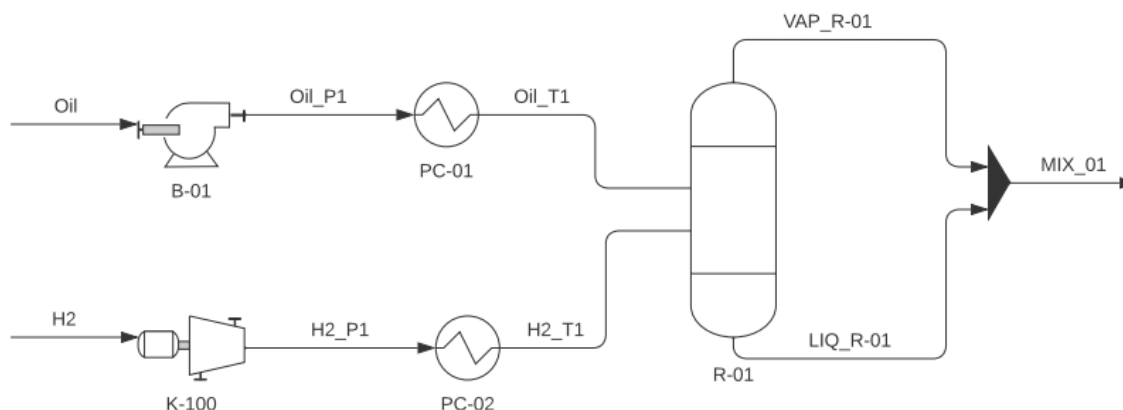 VAP_R-01
Oil
Oil_P1
Oil_T1
PC-01
B-01
MIX_01
H2
H2_P1
H2_T1
LIQ_R-01
R-01
K-100
PC-02